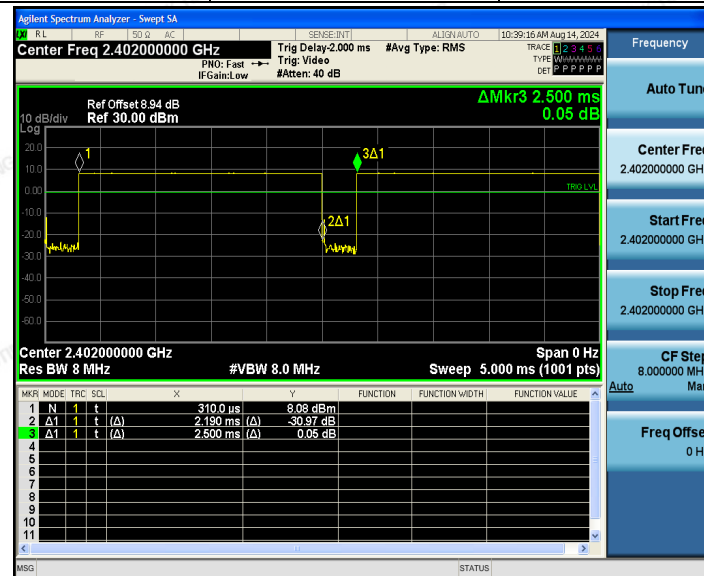 Agilent Spectrum Analyzer - Swept SA
RL RF 50 Ω AC SENSE:INT ALIGNAUTO 10:39:16 AM Aug 14, 2024
Center Freq 2.402000000 GHz
PNO: Fast
IFGain:Low
Trig Delay-2.000 ms
Trig: Video
#Atten: 40 dB
#Avg Type: RMS
TRACE 1 2 3 4 5 6
TYPE W
DET P P P P P P
Frequency
ΔMkr3 2.500 ms
0.05 dB
Ref Offset 8.94 dB
10 dB/div Ref 30.00 dBm
Log
20.0
10.0
0.00
-10.0
-20.0
-30.0
-40.0
-50.0
-60.0
1
3Δ1
2Δ1
TRIG LVL
Center 2.402000000 GHz Span 0 Hz
Res BW 8 MHz #VBW 8.0 MHz Sweep 5.000 ms (1001 pts)
MKR MODE TRC SCL X Y FUNCTION FUNCTION WIDTH FUNCTION VALUE
1 N 1 t 310.0 µs 8.08 dBm
2 Δ1 1 t (Δ) 2.190 ms (Δ) -30.97 dB
3 Δ1 1 t (Δ) 2.500 ms (Δ) 0.05 dB
4
5
6
7
8
9
10
11
MSG STATUS
Auto Tun
Center Fre
2.402000000 GH
Start Fre
2.402000000 GH
Stop Fre
2.402000000 GH
CF Step
8.000000 MH
Auto Ma
Freq Offse
0 H